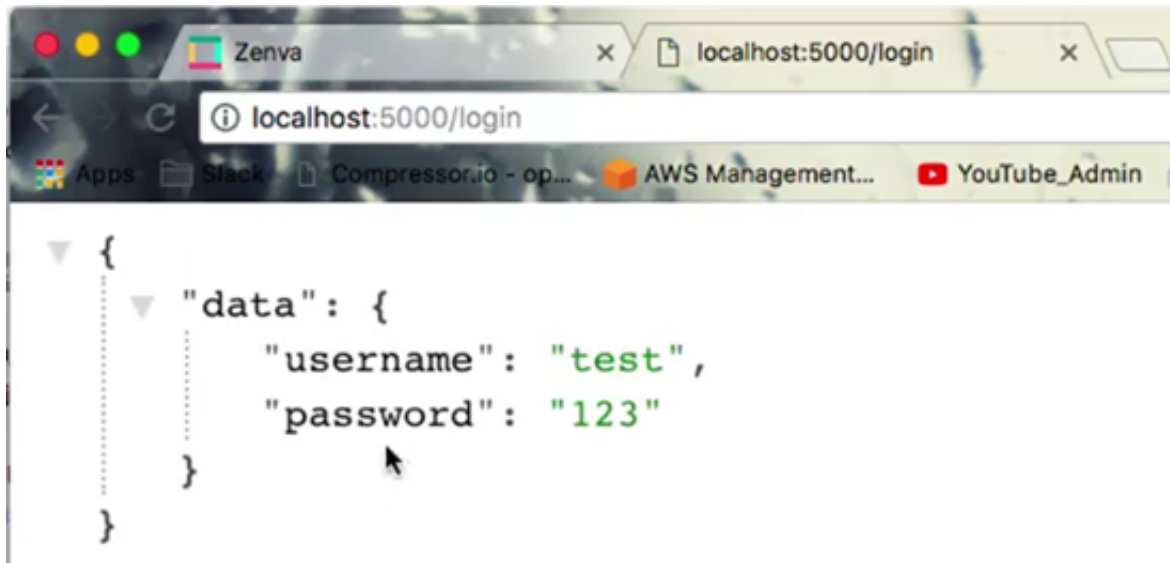 Zenva
localhost:5000/login
localhost:5000/login
Apps Slack Compressor.io - op... AWS Management... YouTube_Admin
{
"data": {
"username": "test",
"password": "123"
}
}